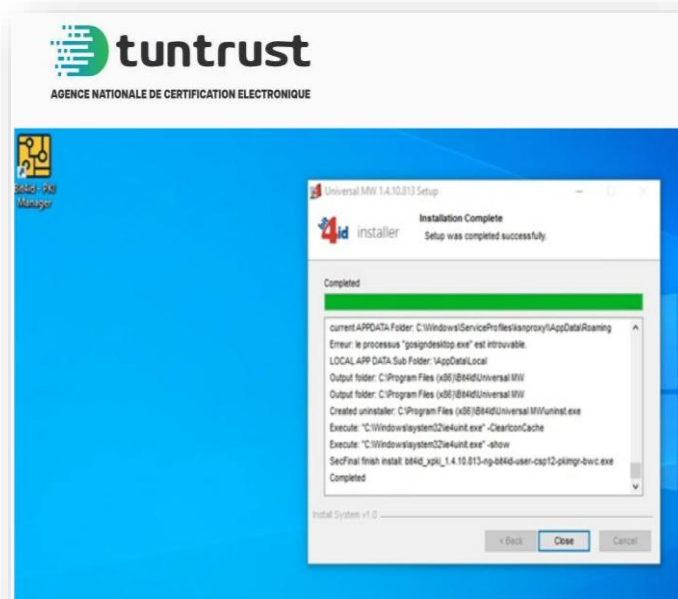 tuntrust
AGENCE NATIONALE DE CERTIFICATION ELECTRONIQUE
Bit4id - PKI
Manager
Universal MW 1.4.10.813 Setup
4id installer
Installation Complete
Setup was completed successfully.
Completed
current APPDATA Folder: C:\Windows\ServiceProfiles\ksnproxy\AppData\Roaming
Erreur: le processus "gosigndesktop.exe" est introuvable.
LOCAL APP DATA Sub Folder: \AppData\Local
Output folder: C:\Program Files (x86)\Bit4id\Universal MW
Output folder: C:\Program Files (x86)\Bit4id\Universal MW
Created uninstaller: C:\Program Files (x86)\Bit4id\Universal MW\uninst.exe
Execute: "C:\Windows\system32\ie4uinit.exe" -ClearIconCache
Execute: "C:\Windows\system32\ie4uinit.exe" -show
SecFinal finish install: bit4id_xpki_1.4.10.813-ng-bit4id-user-csp12-pkimgr-bwc.exe
Completed
Install System v1.0
< Back Close Cancel